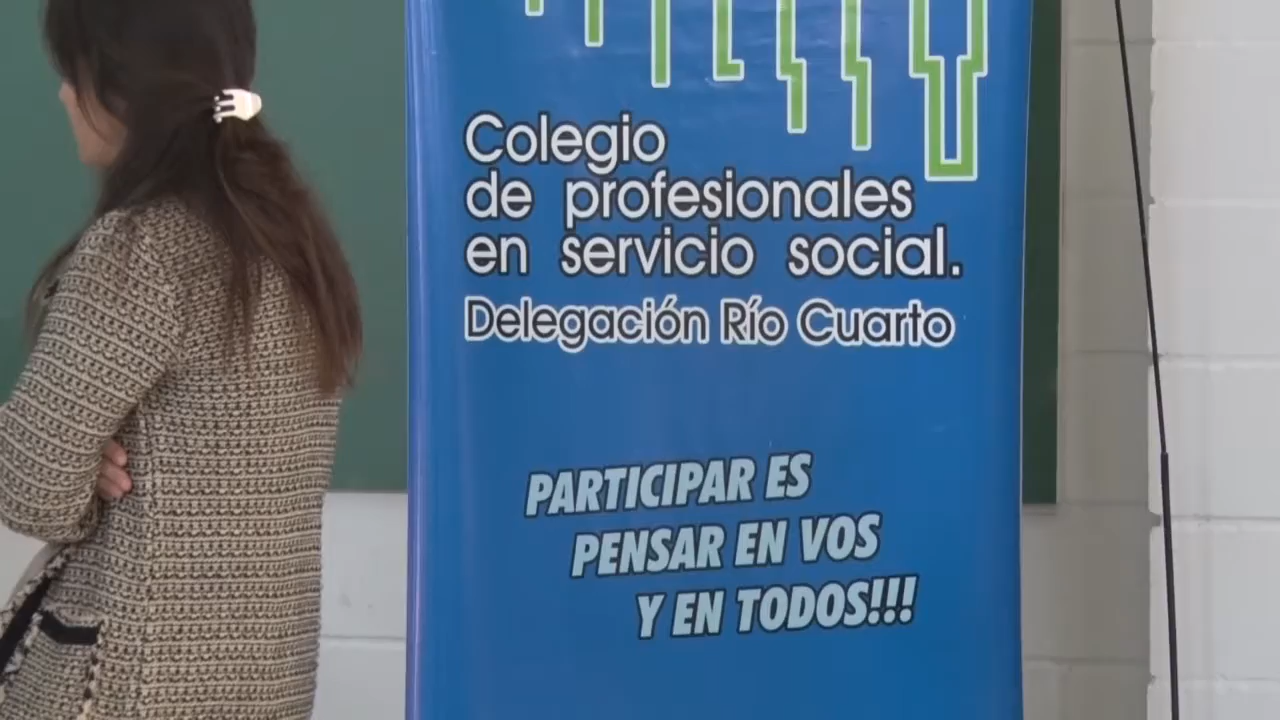 Colegio
de profesionales
en servicio social.
Delegación Río Cuarto
PARTICIPAR ES
PENSAR EN VOS
Y EN TODOS!!!